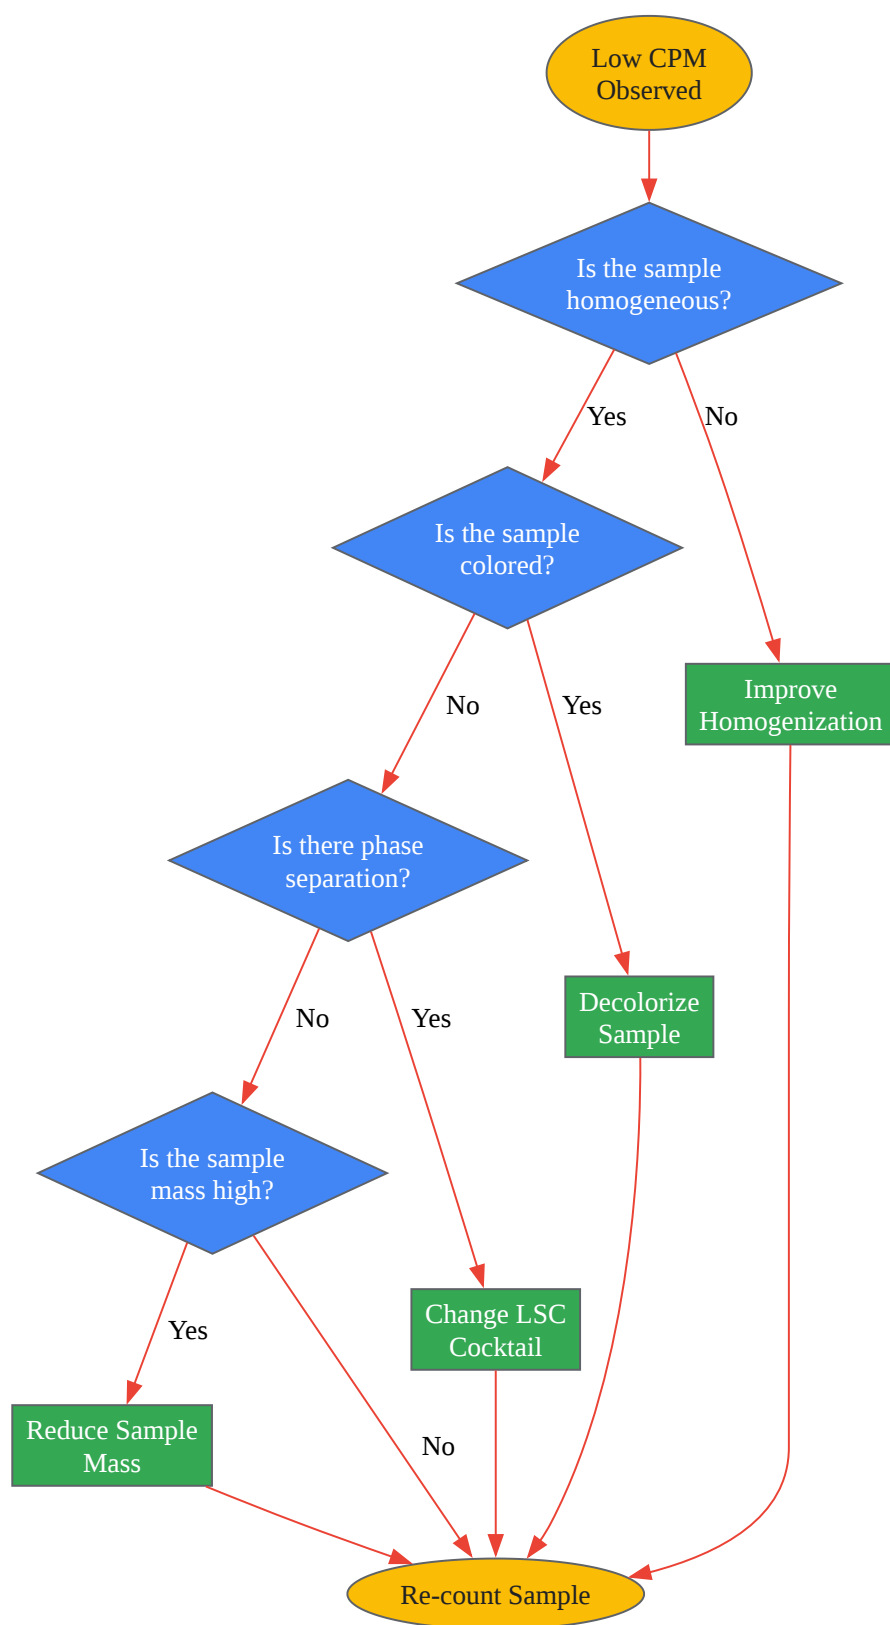 Low CPM
Observed
Is the sample
homogeneous?
Yes
No
Is the sample
colored?
No
Yes
Improve
Homogenization
Is there phase
separation?
No
Yes
Decolorize
Sample
Is the sample
mass high?
Yes
Change LSC
Cocktail
Reduce Sample
Mass
No
Re-count Sample